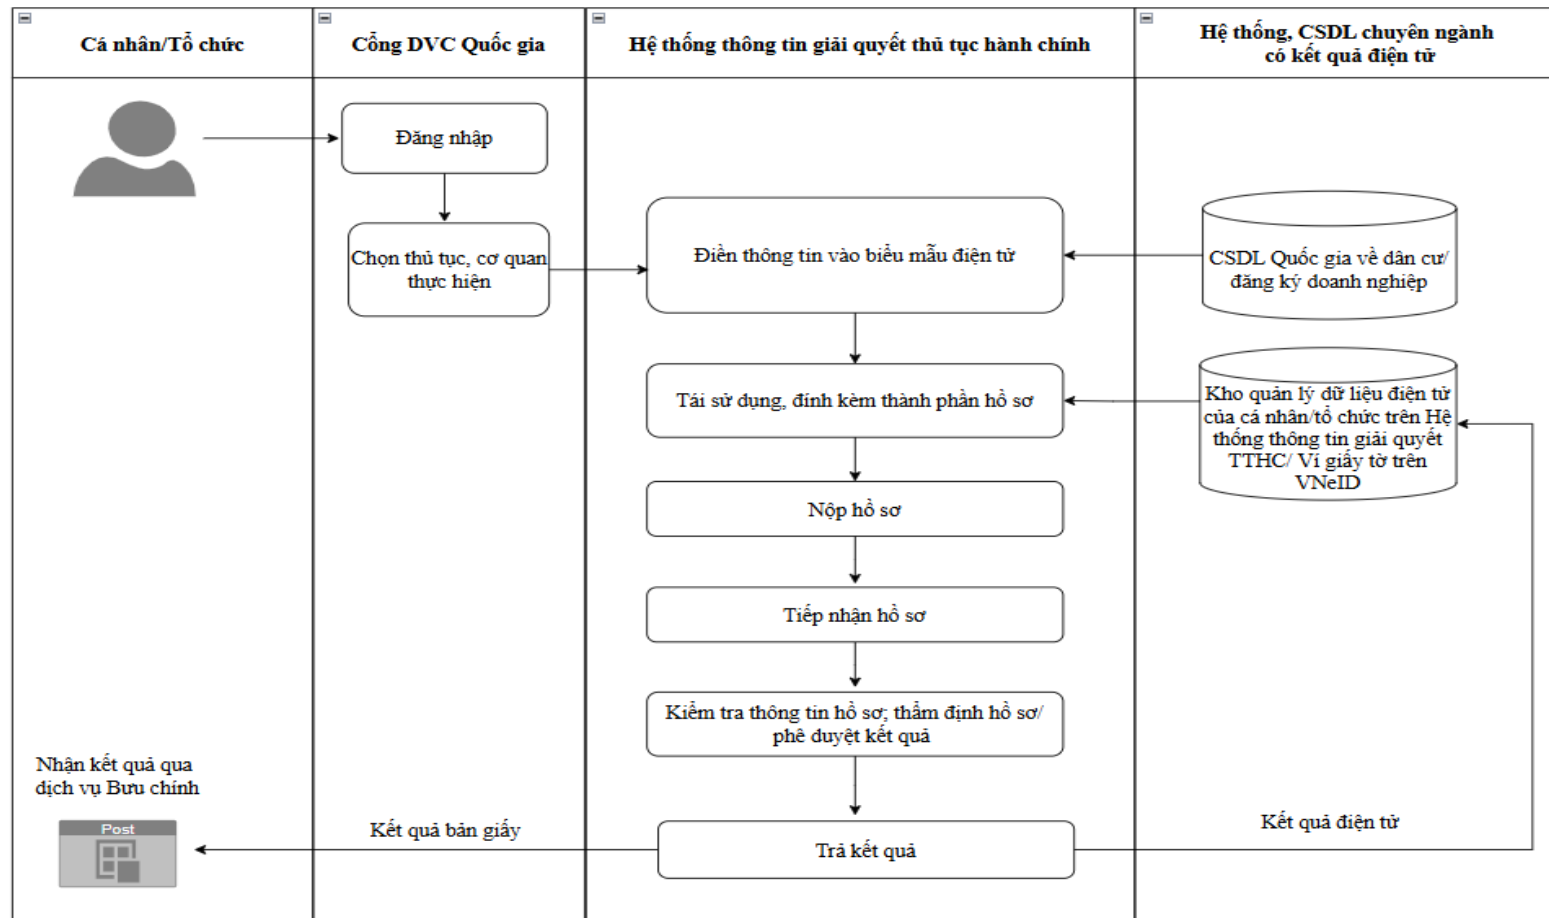 Cá nhân/Tổ chức
Cổng DVC Quốc gia
Hệ thống thông tin giải quyết thủ tục hành chính
Hệ thống, CSDL chuyên ngành
có kết quả điện tử
Đăng nhập
Chọn thủ tục, cơ quan
thực hiện
Điền thông tin vào biểu mẫu điện tử
CSDL Quốc gia về dân cư/
đăng ký doanh nghiệp
Tái sử dụng, đính kèm thành phần hồ sơ
Kho quản lý dữ liệu điện tử
của cá nhân/tổ chức trên Hệ
thống thông tin giải quyết
TTHC/ Ví giấy tờ trên
VNeID
Nộp hồ sơ
Tiếp nhận hồ sơ
Kiểm tra thông tin hồ sơ; thẩm định hồ sơ/
phê duyệt kết quả
Nhận kết quả qua
dịch vụ Bưu chính
Post
Kết quả bản giấy
Trả kết quả
Kết quả điện tử